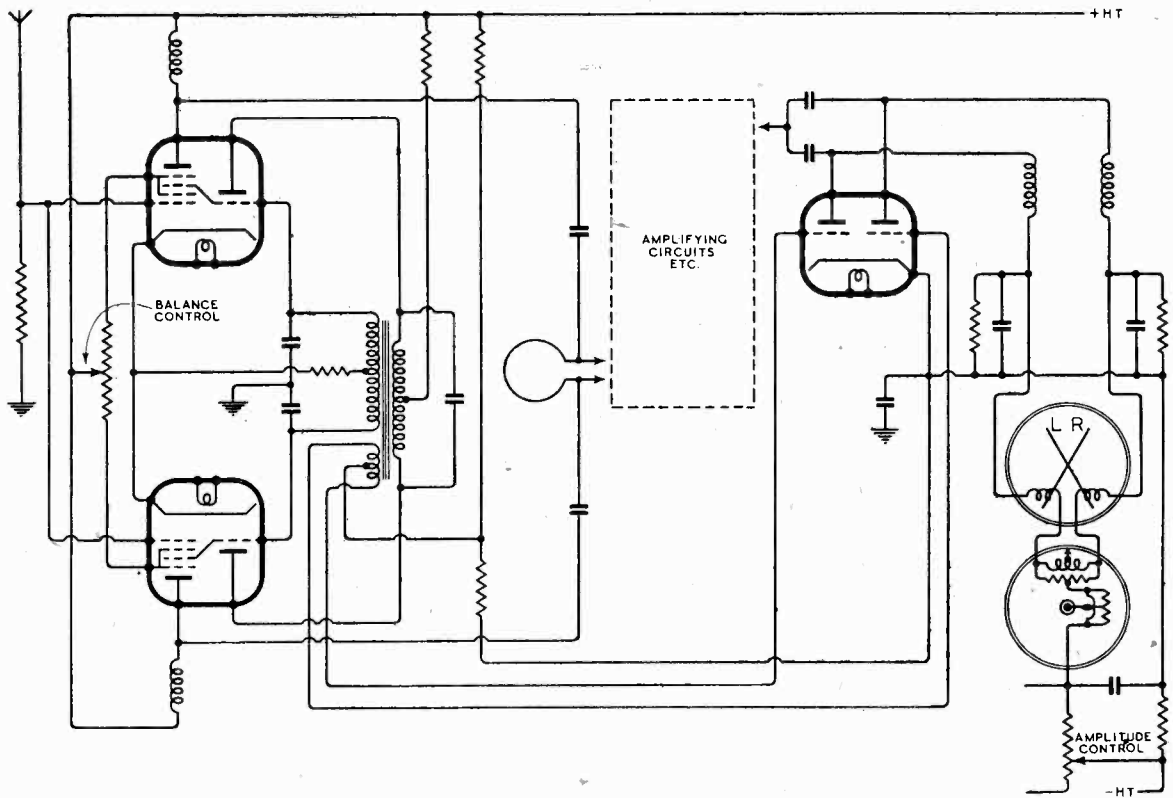 +HT
AMPLIFYING
CIRCUITS
ETC.
BALANCE
CONTROL
L R
AMPLITUDE
CONTROL
-HT